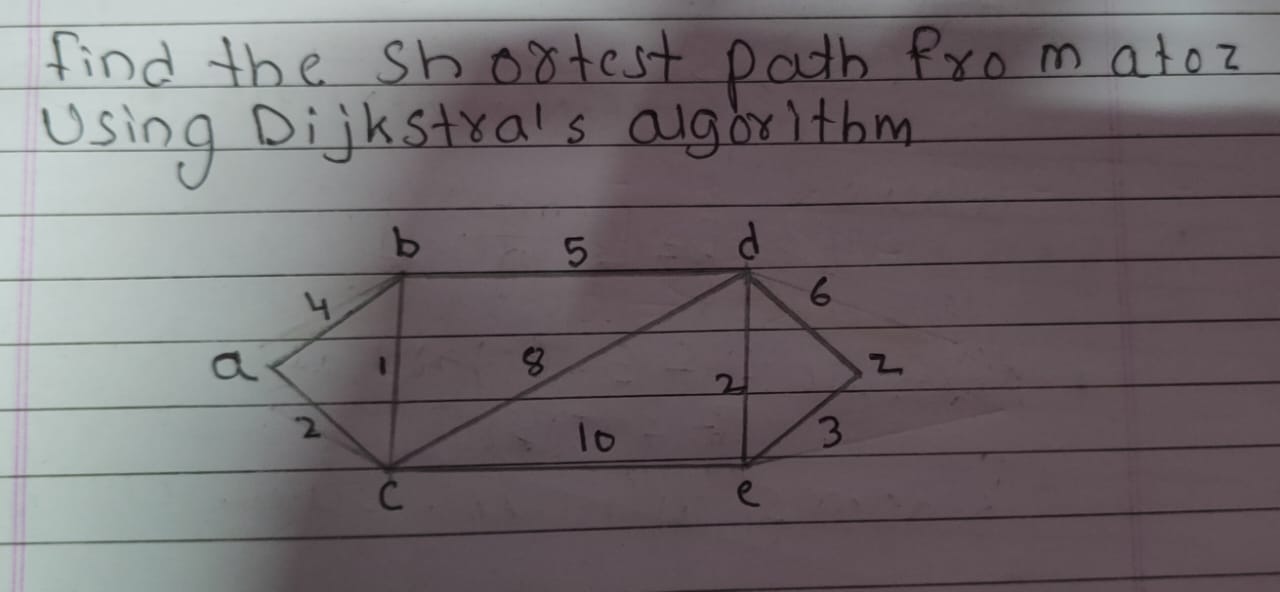 find the shortest path from a to z
Using Dijkstra's algorithm
b 5 d
4 6
a 1 8 2 z
2 10 3
c e